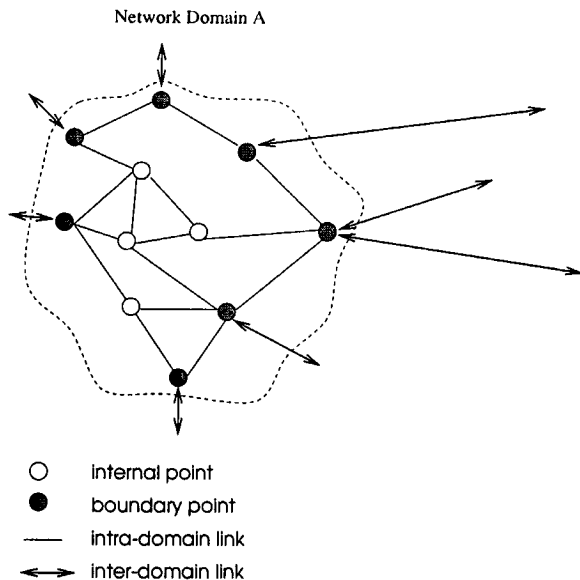 Network Domain A
internal point
boundary point
intra-domain link
inter-domain link